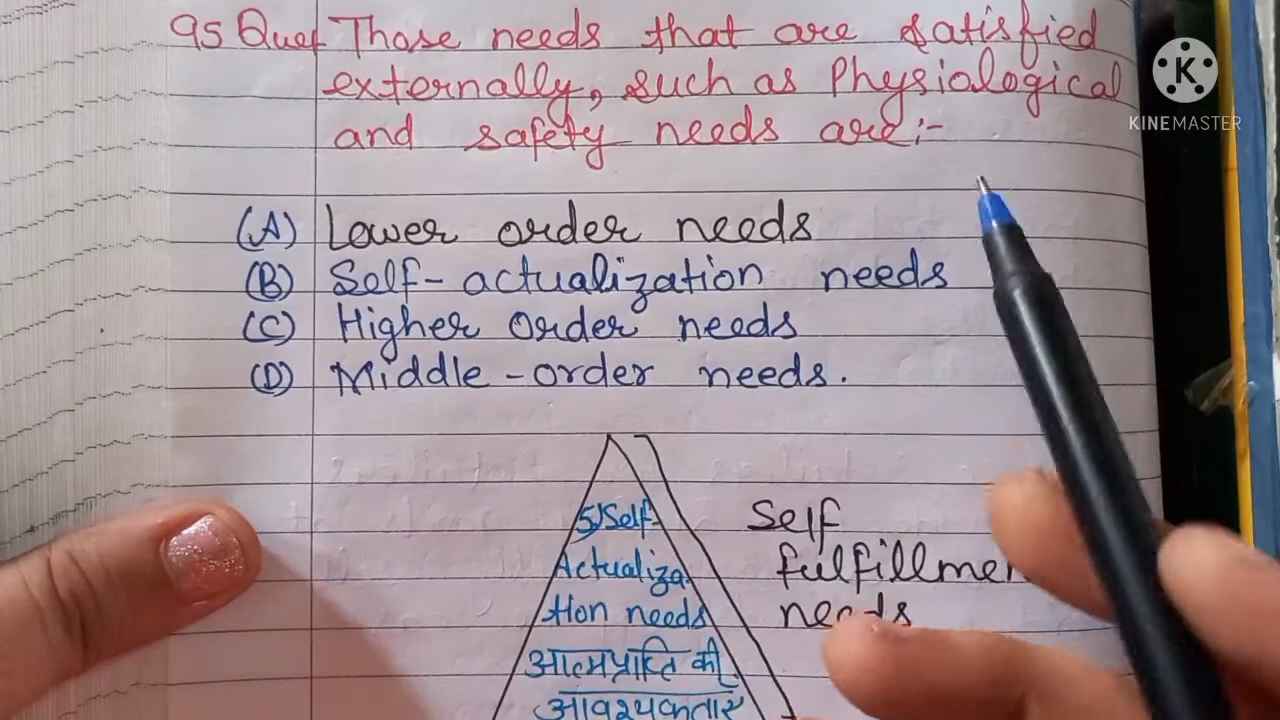 95 Ques Those needs that are satisfied
externally, such as Physiological
and safety needs are:-
KINEMASTER
(A) Lower order needs
(B) Self-actualization needs
(C) Higher order needs
(D) Middle-order needs.
5) Self-
Actualiza
tion needs
आत्मप्राप्ति की
आवश्यकताएं
Self
fulfillmen
needs